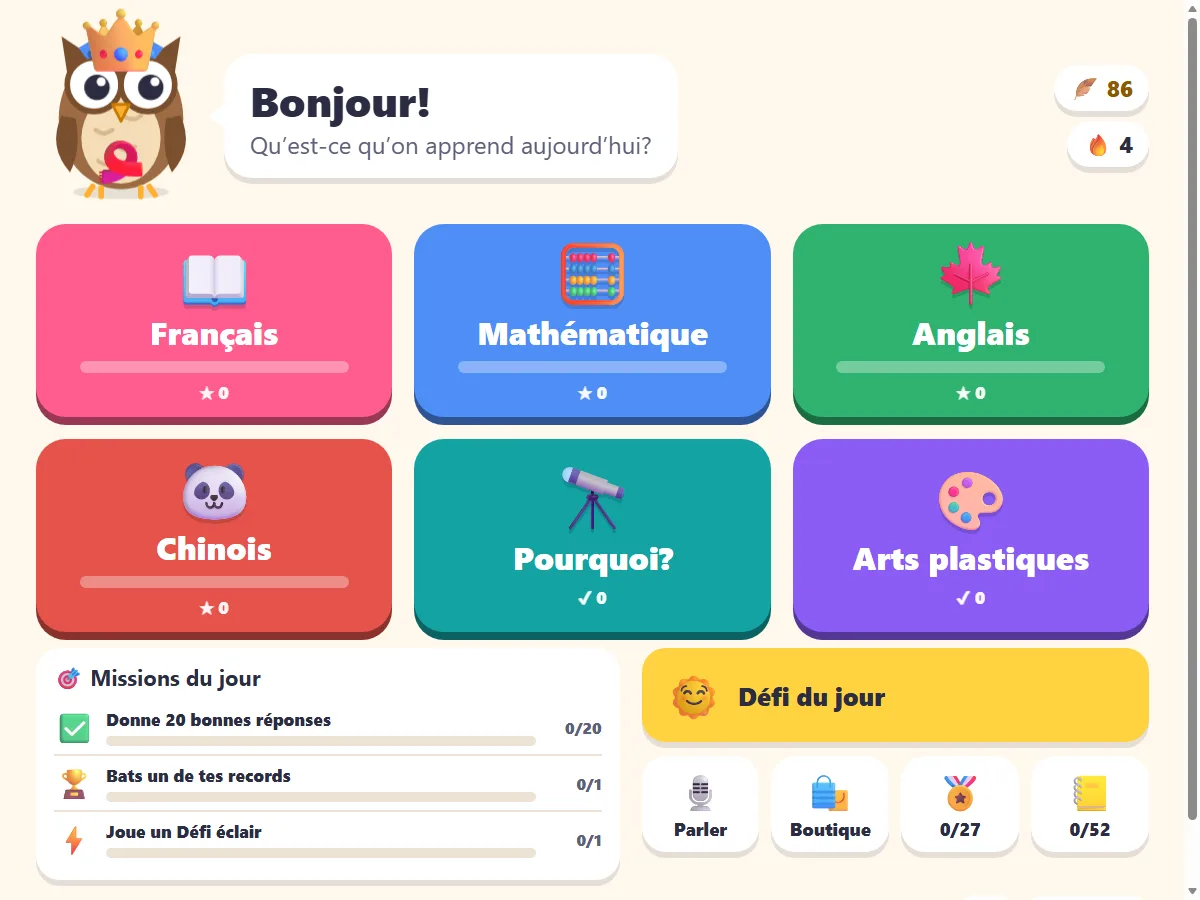 Bonjour!
Qu’est-ce qu’on apprend aujourd’hui?
86
4
Français
★ 0
Mathématique
★ 0
Anglais
★ 0
Chinois
★ 0
Pourquoi?
✓ 0
Arts plastiques
✓ 0
Missions du jour
Donne 20 bonnes réponses
0/20
Bats un de tes records
0/1
Joue un Défi éclair
0/1
Défi du jour
Parler
Boutique
0/27
0/52